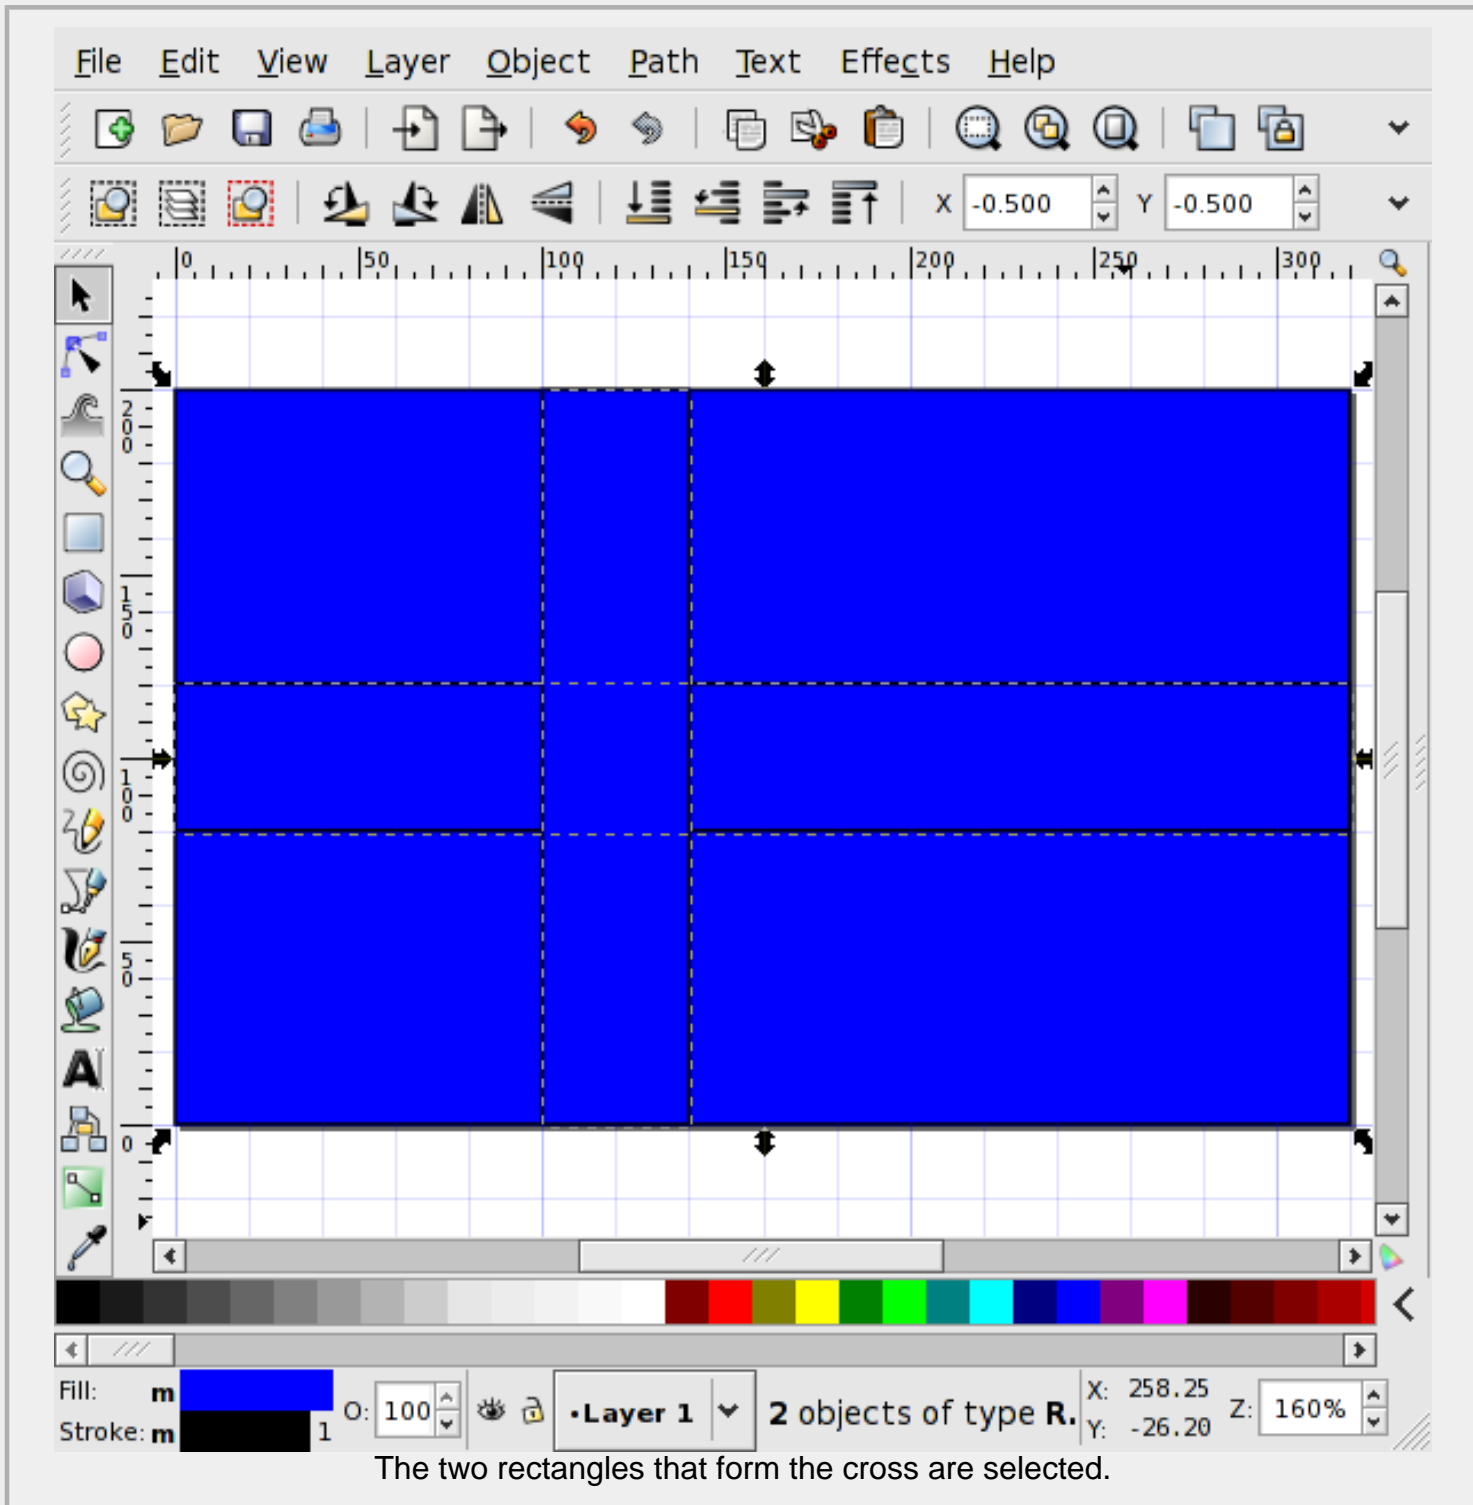 File Edit View Layer Object Path Text Effects Help
X -0.500 Y -0.500
0 50 100 150 200 250 300
200
150
100
50
0
Fill: m
Stroke: m 1
O: 100
•Layer 1
2 objects of type R.
X: 258.25
Y: -26.20
Z: 160%
The two rectangles that form the cross are selected.